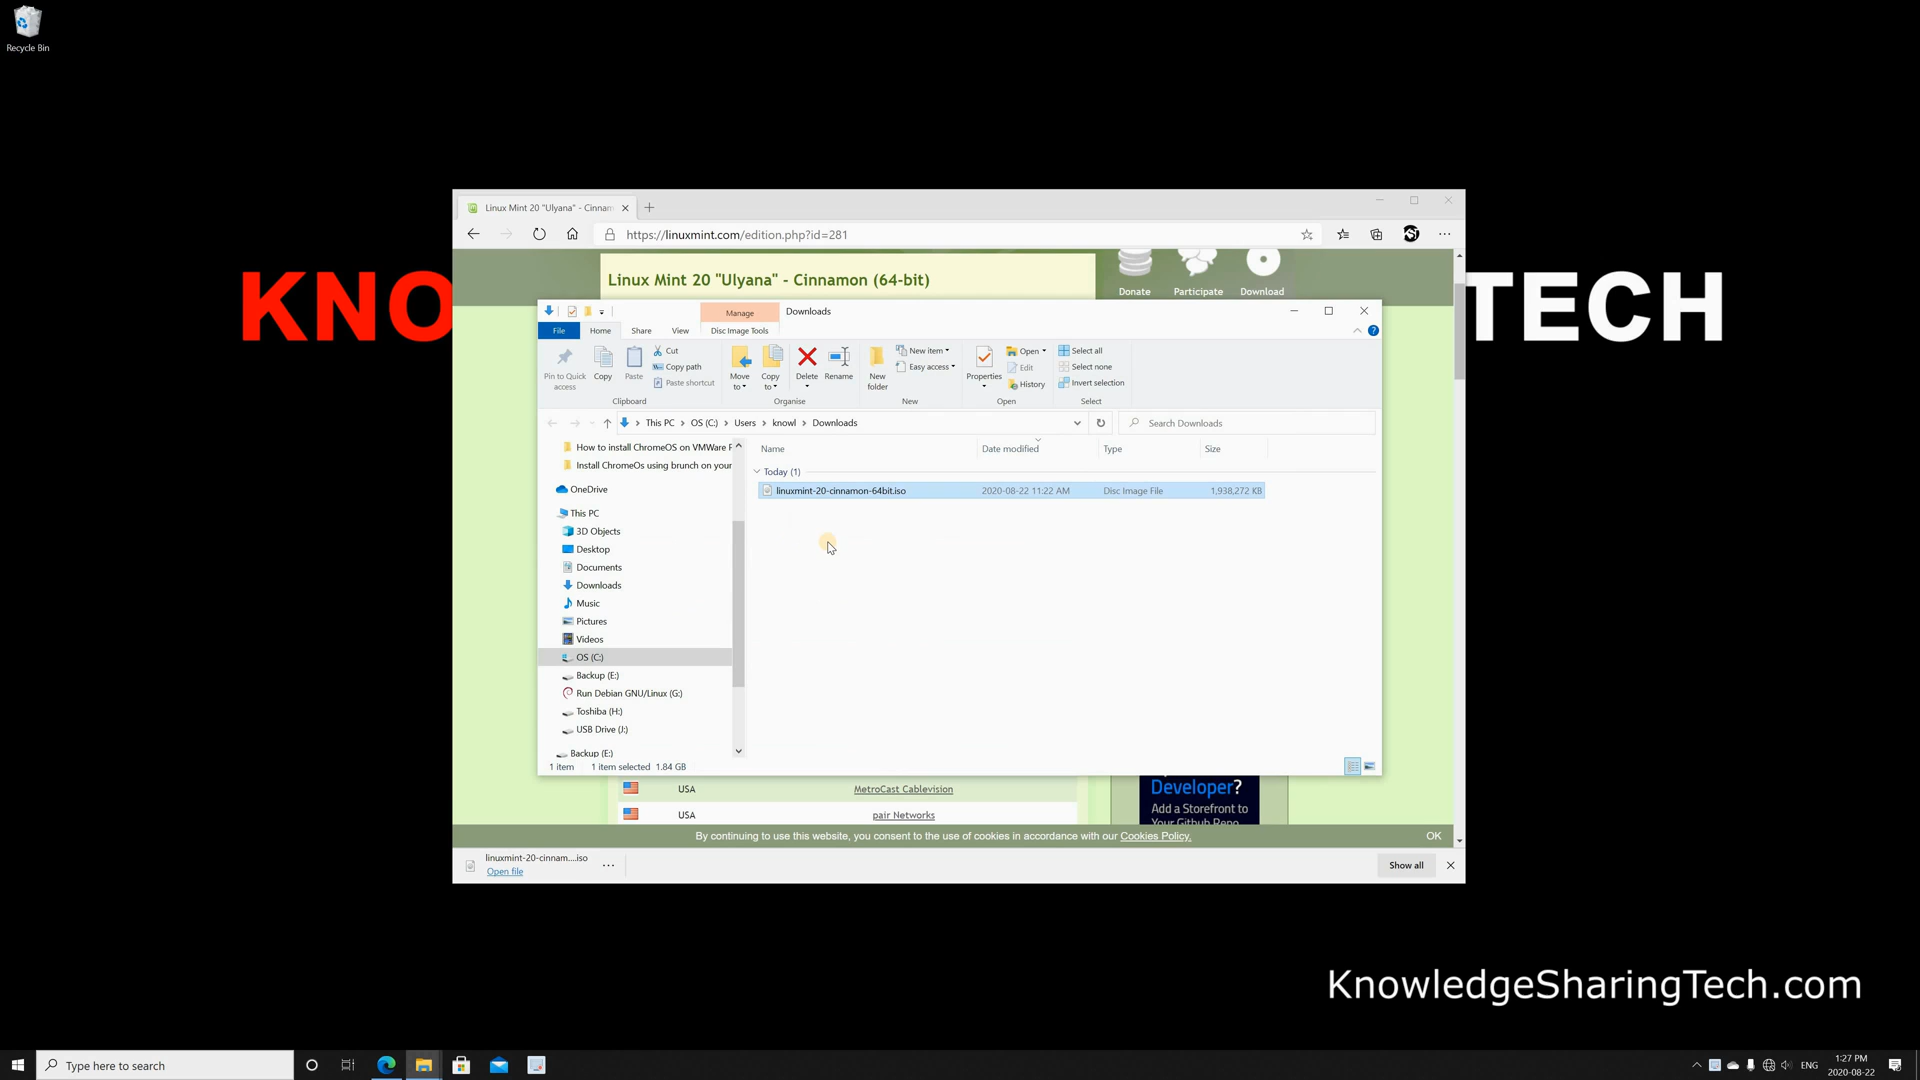 Recycle Bin
KNO
TECH
Linux Mint 20 "Ulyana" - Cinnam
https://linuxmint.com/edition.php?id=281
Linux Mint 20 "Ulyana" - Cinnamon (64-bit)
Donate
Participate
Download
Manage
Downloads
File
Home
Share
View
Disc Image Tools
Pin to Quick access
Copy
Paste
Cut
Copy path
Paste shortcut
Move to
Copy to
Delete
Rename
New folder
New item
Easy access
Properties
Open
Edit
History
Select all
Select none
Invert selection
Clipboard
Organise
New
Open
Select
This PC > OS (C:) > Users > knowl > Downloads
Search Downloads
Name
Date modified
Type
Size
Today (1)
linuxmint-20-cinnamon-64bit.iso
2020-08-22 11:22 AM
Disc Image File
1,938,272 KB
How to install ChromeOS on VMWare P
Install ChromeOs using brunch on your
OneDrive
This PC
3D Objects
Desktop
Documents
Downloads
Music
Pictures
Videos
OS (C:)
Backup (E:)
Run Debian GNU/Linux (G:)
Toshiba (H:)
USB Drive (J:)
Backup (E:)
1 item
1 item selected 1.84 GB
USA
MetroCast Cablevision
USA
pair Networks
Developer?
Add a Storefront to
Your Github Repo
By continuing to use this website, you consent to the use of cookies in accordance with our Cookies Policy.
OK
linuxmint-20-cinnam....iso
Open file
Show all
KnowledgeSharingTech.com
Type here to search
ENG
1:27 PM
2020-08-22